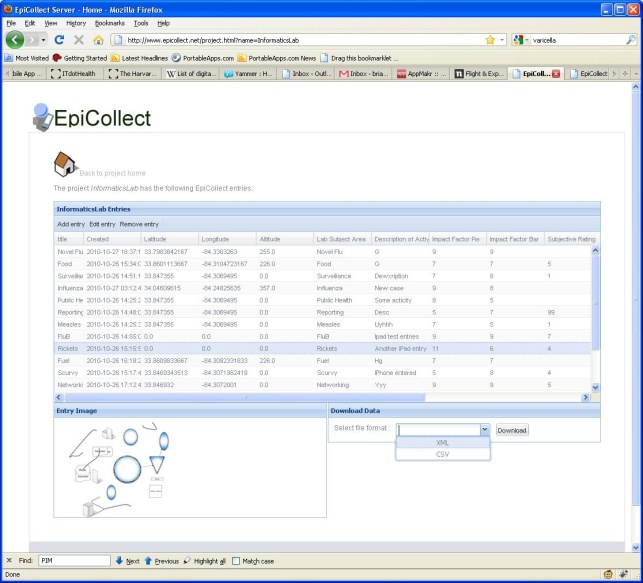 EpiCollect Server - Home - Mozilla Firefox
File Edit View History Bookmarks Tools Help
http://www.epicollect.net/project.html?name=InformaticsLab
varicella
Most Visited Getting Started Latest Headlines PortableApps.com PortableApps.com News Drag this bookmarklet ...
bile App ... ITdotHealth The Harvar... List of digita... Yammer : H... Inbox - Outl... Inbox - bria... AppMakr :: ... Flight & Exp... EpiColl... EpiCollect
EpiCollect
Back to project home
The project InformaticsLab has the following EpiCollect entries:
InformaticsLab Entries
Add entry Edit entry Remove entry
title Created Latitude Longitude Altitude Lab Subject Area Description of Activ Impact Factor Pe Impact Factor Bar Subjective Rating
Novel Flu 2010-10-27 18:37:1 33.7983842167 -84.3303263 255.0 Novel Flu G 9 9
Food 2010-10-26 15:34:0 33.8601113667 -84.3104723167 226.0 Food G 7 7 5
Surveillar 2010-10-26 14:51:1 33.847355 -84.3069495 0.0 Surveillance Dewscription 7 8 1
Influenza 2010-10-27 03:12:4 34.04609615 -84.24825635 357.0 Influenza New case 9 8
Public He 2010-10-26 14:25:2 33.847355 -84.3069495 0.0 Public Health Some acticity 8 5
Reporting 2010-10-26 14:48:0 33.847355 -84.3069495 0.0 Reporting Desc 5 7 99
Measles 2010-10-26 14:25:2 33.847355 -84.3069495 0.0 Measles Uyhhh 7 5 1
FluB 2010-10-26 14:55:0 0.0 0.0 0.0 FluB Ipad test entries 9 9 7
Rickets 2010-10-26 15:15:5 0.0 0.0 0.0 Rickets Another iPad entry 11 6 4
Fuel 2010-10-26 16:18:2 33.8609833667 -84.3092331833 226.0 Fuel Hg 7 7
Scurvy 2010-10-26 15:17:4 33.8469343513 -84.3071982419 0.0 Scurvy IPhone entered 5 8 4
Networki 2010-10-26 17:12:4 33.846932 -84.3072001 0.0 Networking Yyy 9 9 5
Entry Image Download Data
Select file format : Download
XML
CSV
Find: PIM Next Previous Highlight all Match case
Done